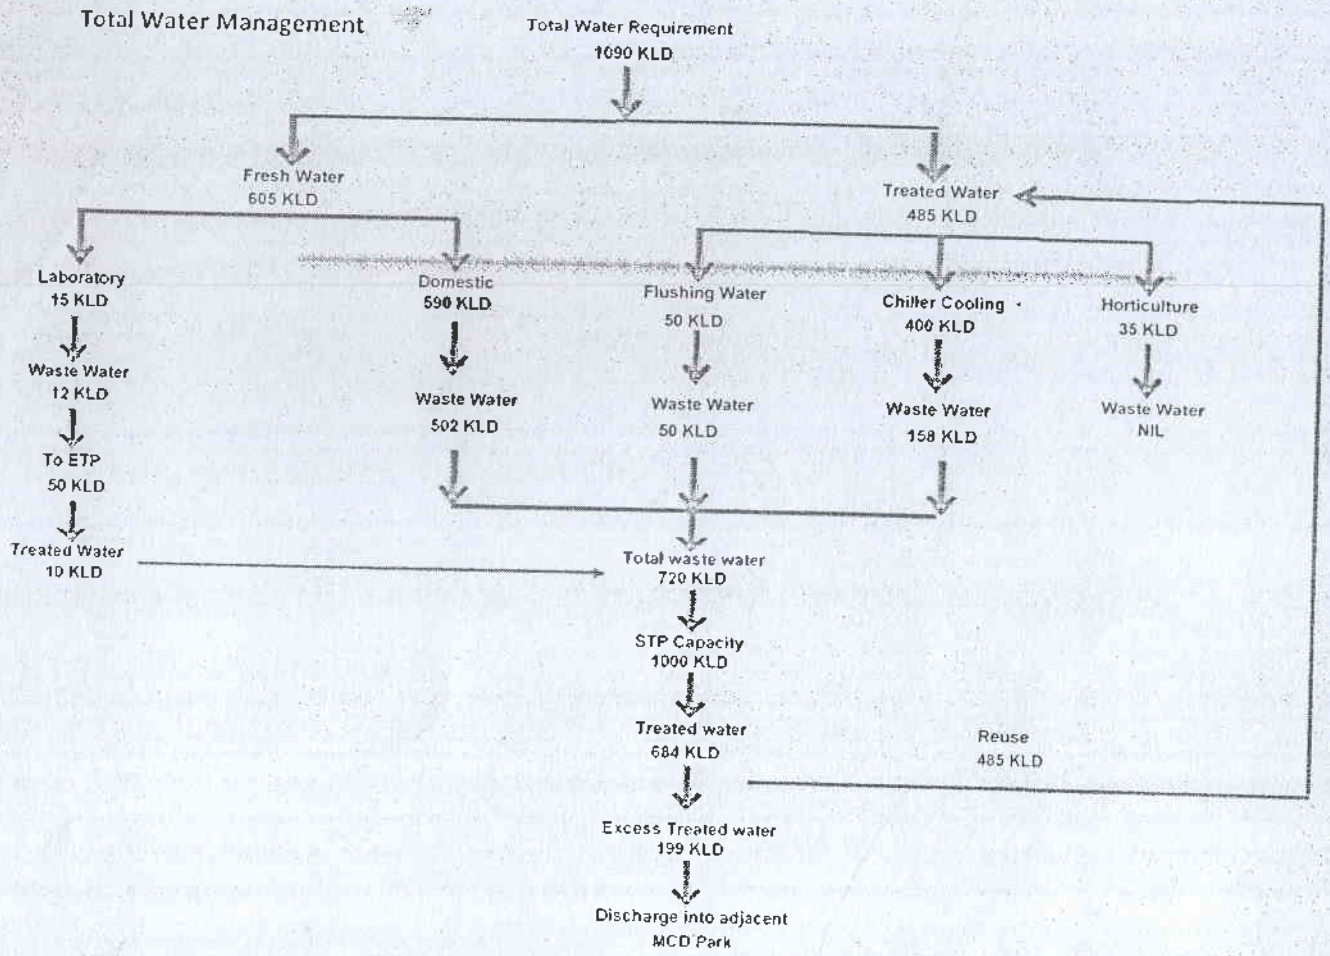 Total Water Management
Total Water Requirement
1090 KLD
Fresh Water
605 KLD
Treated Water
485 KLD
Laboratory
15 KLD
Domestic
590 KLD
Flushing Water
50 KLD
Chiller Cooling
400 KLD
Horticulture
35 KLD
Waste Water
12 KLD
Waste Water
502 KLD
Waste Water
50 KLD
Waste Water
158 KLD
Waste Water
NIL
To ETP
50 KLD
Treated Water
10 KLD
Total waste water
720 KLD
STP Capacity
1000 KLD
Treated water
684 KLD
Reuse
485 KLD
Excess Treated water
199 KLD
Discharge into adjacent
MCD Park